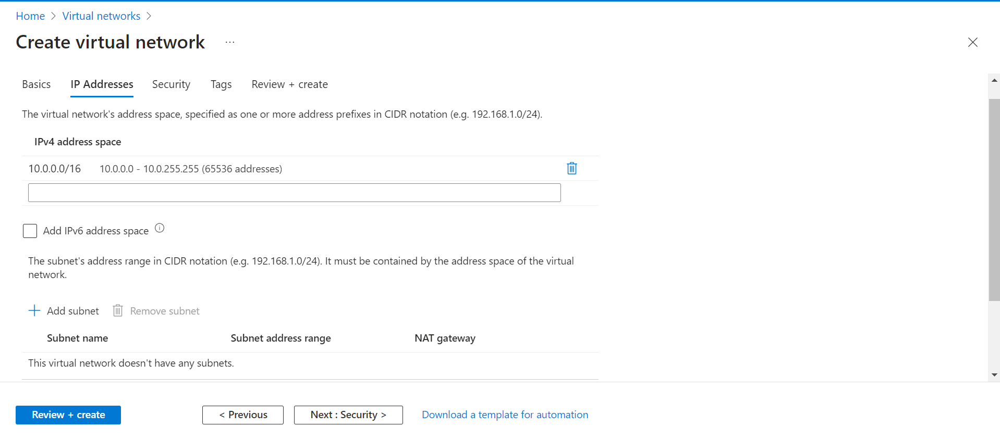 Home > Virtual networks >
Create virtual network ...
Basics IP Addresses Security Tags Review + create
The virtual network's address space, specified as one or more address prefixes in CIDR notation (e.g. 192.168.1.0/24).
IPv4 address space
10.0.0.0/16 10.0.0.0 - 10.0.255.255 (65536 addresses)
Add IPv6 address space
The subnet's address range in CIDR notation (e.g. 192.168.1.0/24). It must be contained by the address space of the virtual
network.
Add subnet Remove subnet
Subnet name Subnet address range NAT gateway
This virtual network doesn't have any subnets.
Review + create < Previous Next : Security > Download a template for automation